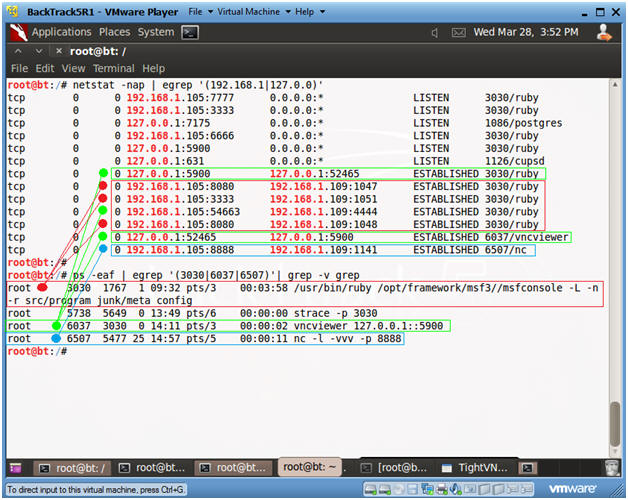 BackTrack5R1 - VMware Player File Virtual Machine Help
Applications Places System Wed Mar 28, 3:52 PM
root@bt: /
File Edit View Terminal Help
root@bt:/# netstat -nap | egrep '(192.168.1|127.0.0)'
tcp 0 0 192.168.1.105:7777 0.0.0.0:* LISTEN 3030/ruby
tcp 0 0 192.168.1.105:3333 0.0.0.0:* LISTEN 3030/ruby
tcp 0 0 127.0.0.1:7175 0.0.0.0:* LISTEN 1086/postgres
tcp 0 0 192.168.1.105:6666 0.0.0.0:* LISTEN 3030/ruby
tcp 0 0 127.0.0.1:5900 0.0.0.0:* LISTEN 3030/ruby
tcp 0 0 127.0.0.1:631 0.0.0.0:* LISTEN 1126/cupsd
tcp 0 0 127.0.0.1:5900 127.0.0.1:52465 ESTABLISHED 3030/ruby
tcp 0 0 192.168.1.105:8080 192.168.1.109:1047 ESTABLISHED 3030/ruby
tcp 0 0 192.168.1.105:3333 192.168.1.109:1051 ESTABLISHED 3030/ruby
tcp 0 0 192.168.1.105:54663 192.168.1.109:4444 ESTABLISHED 3030/ruby
tcp 0 0 192.168.1.105:8080 192.168.1.109:1048 ESTABLISHED 3030/ruby
tcp 0 0 127.0.0.1:52465 127.0.0.1:5900 ESTABLISHED 6037/vncviewer
tcp 0 0 192.168.1.105:8888 192.168.1.109:1141 ESTABLISHED 6507/nc
root@bt:/#
root@bt:/# ps -eaf | egrep '(3030|6037|6507)'| grep -v grep
root 3030 1767 1 09:32 pts/3 00:03:58 /usr/bin/ruby /opt/framework/msf3//msfconsole -L -n
-r src/program junk/meta config
root 5738 5649 0 13:49 pts/6 00:00:00 strace -p 3030
root 6037 3030 0 14:11 pts/3 00:00:02 vncviewer 127.0.0.1::5900
root 6507 5477 25 14:57 pts/5 00:00:11 nc -l -vvv -p 8888
root@bt:/#
root@bt: / root@bt:... root@bt:... root@bt: ~ [root@b... TightVN...
To direct input to this virtual machine, press Ctrl+G. vmware